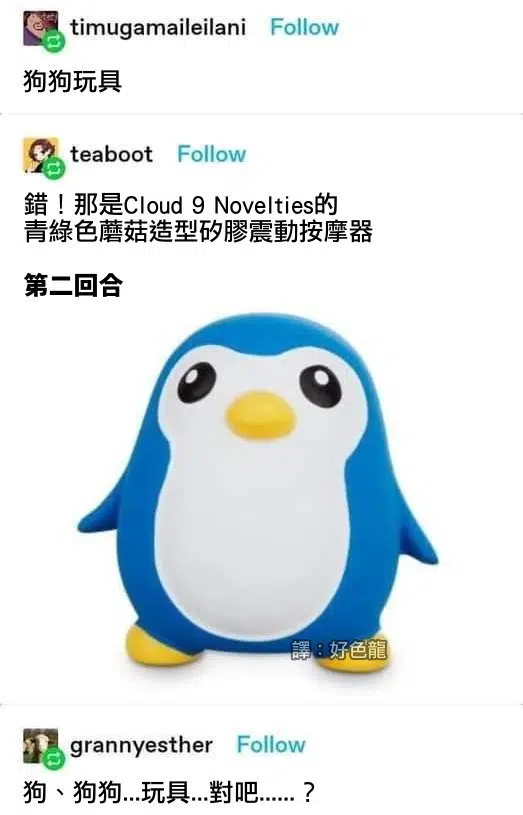 timugamaileilani Follow
狗狗玩具
teaboot Follow
錯！那是Cloud 9 Novelties的
青綠色蘑菇造型矽膠震動按摩器
第二回合
譯：好色龍
grannyesther Follow
狗、狗狗...玩具...對吧......？